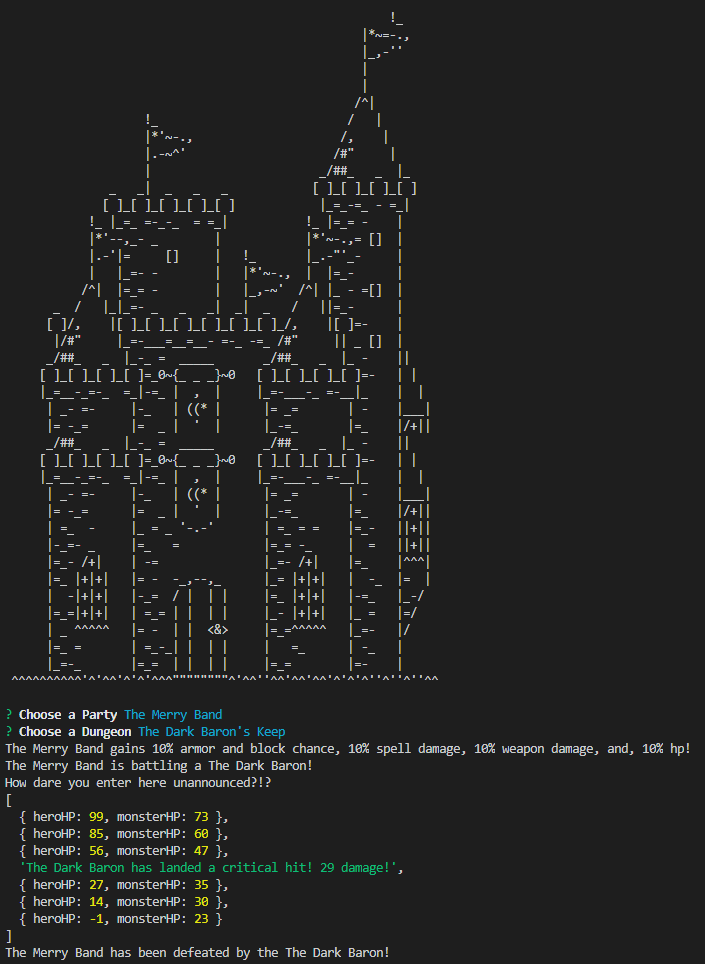 ? Choose a Party The Merry Band
? Choose a Dungeon The Dark Baron's Keep
The Merry Band gains 10% armor and block chance, 10% spell damage, 10% weapon damage, and, 10% hp!
The Merry Band is battling a The Dark Baron!
How dare you enter here unannounced?!?
[
{ heroHP: 99, monsterHP: 73 },
{ heroHP: 85, monsterHP: 60 },
{ heroHP: 56, monsterHP: 47 },
'The Dark Baron has landed a critical hit! 29 damage!',
{ heroHP: 27, monsterHP: 35 },
{ heroHP: 14, monsterHP: 30 },
{ heroHP: -1, monsterHP: 23 }
]
The Merry Band has been defeated by the The Dark Baron!